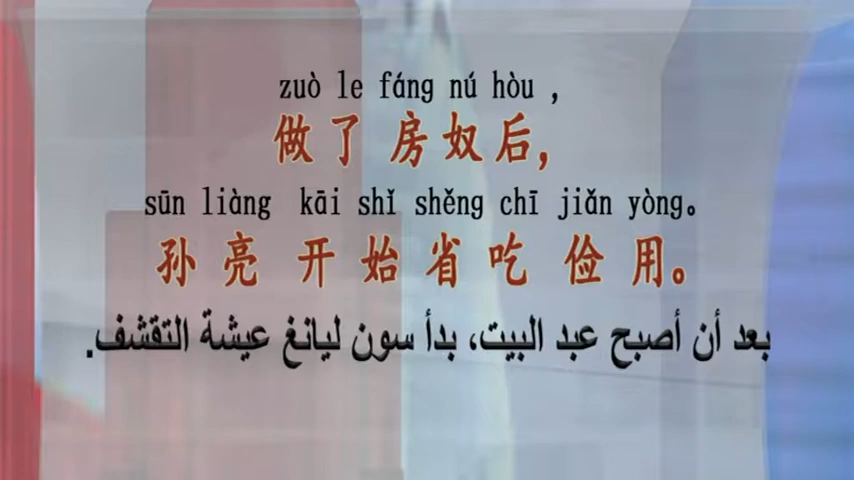 zuò le fáng nú hòu ,
做了房奴后,
sūn liàng kāi shǐ shěng chī jiǎn yòng。
孙亮开始省吃俭用。
بعد أن أصبح عبد البيت، بدأ سون ليانغ عيشة التقشف.